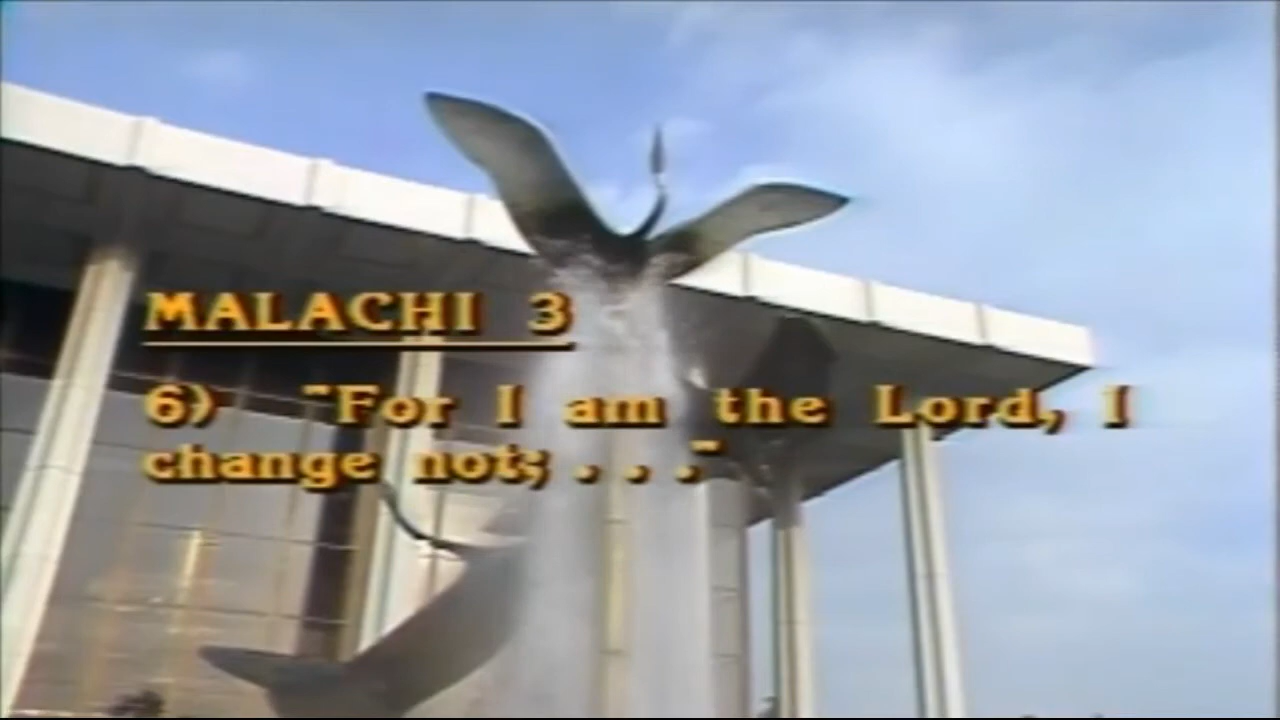 MALACHI 3
6) "For I am the Lord, I
change not; . . ."